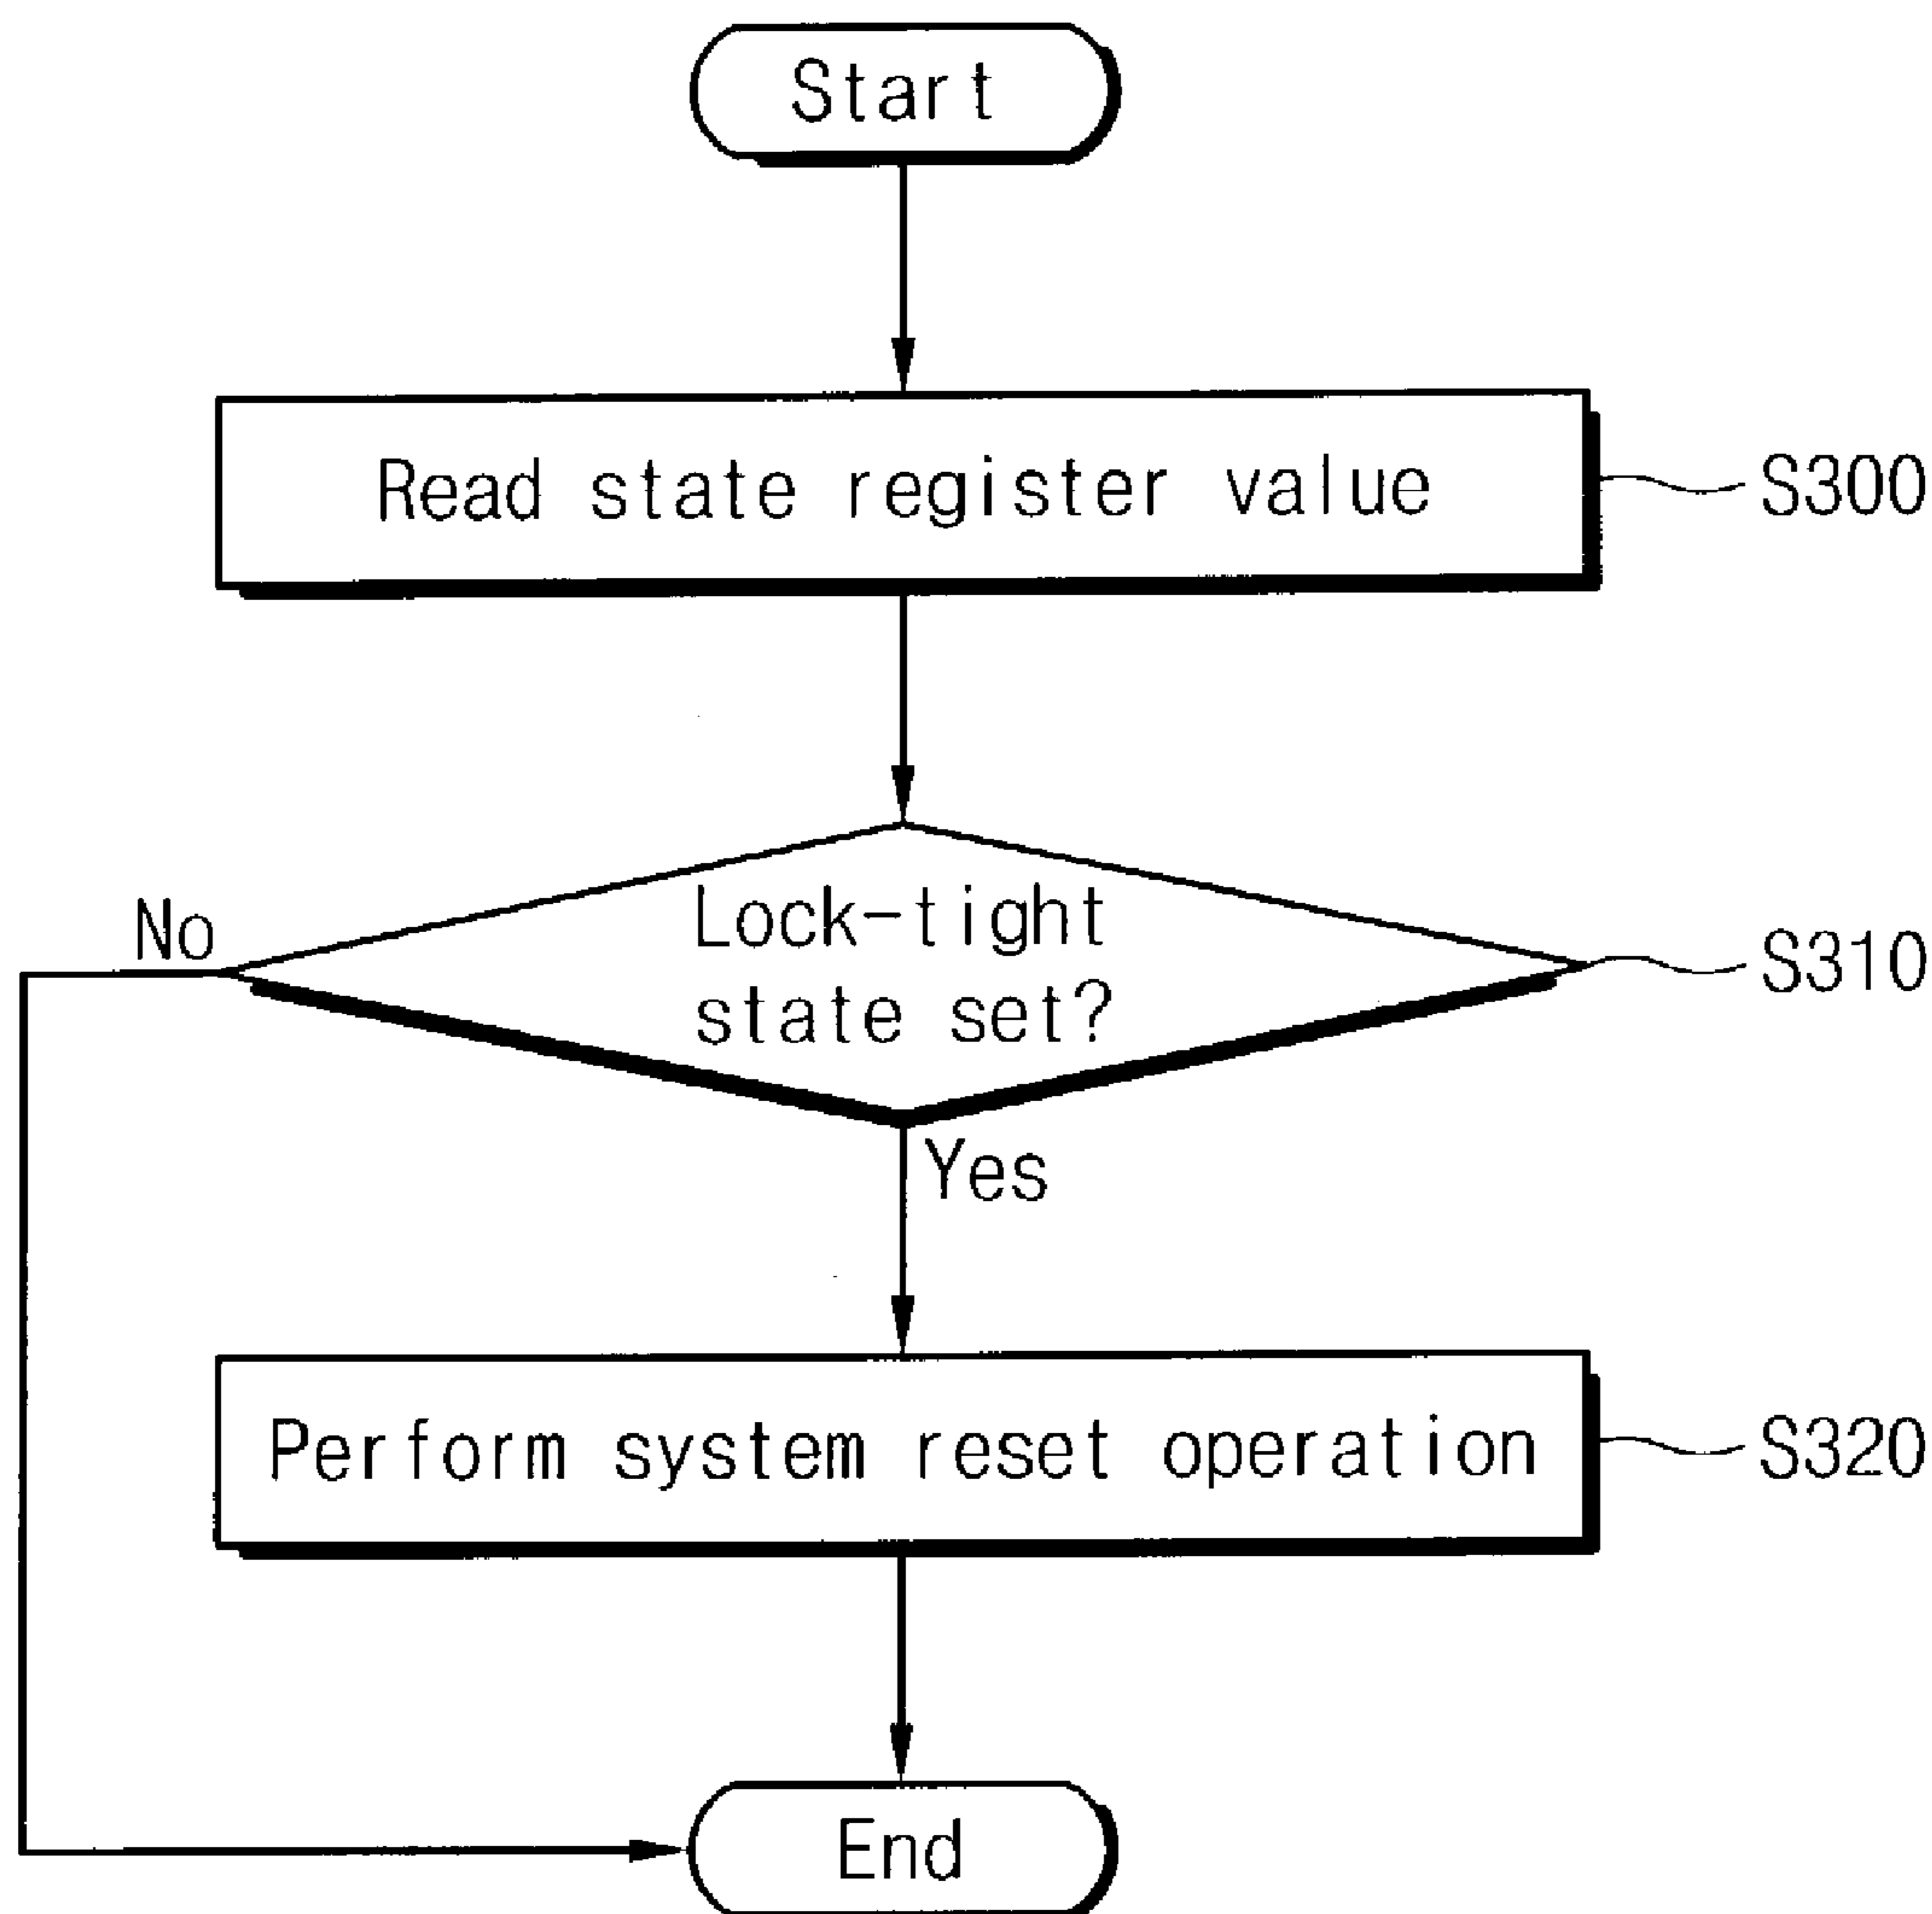 Start
Read state register value
S300
No
Lock-tight
state set?
S310
Yes
Perform system reset operation
S320
End